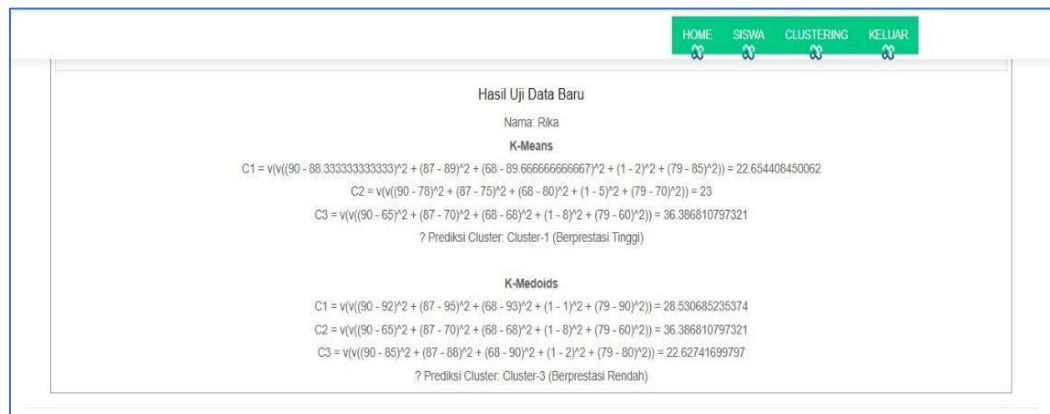 HOME SISWA CLUSTERING KELUAR
Hasil Uji Data Baru
Nama: Rika
K-Means
C1 = v(v((90 - 88.333333333333)^2 + (87 - 89)^2 + (68 - 89.666666666667)^2 + (1 - 2)^2 + (79 - 85)^2)) = 22.654408450062
C2 = v(v((90 - 78)^2 + (87 - 75)^2 + (68 - 80)^2 + (1 - 5)^2 + (79 - 70)^2)) = 23
C3 = v(v((90 - 65)^2 + (87 - 70)^2 + (68 - 68)^2 + (1 - 8)^2 + (79 - 60)^2)) = 36.386810797321
? Prediksi Cluster: Cluster-1 (Berprestasi Tinggi)
K-Medoids
C1 = v(v((90 - 92)^2 + (87 - 95)^2 + (68 - 93)^2 + (1 - 1)^2 + (79 - 90)^2)) = 28.530685235374
C2 = v(v((90 - 65)^2 + (87 - 70)^2 + (68 - 68)^2 + (1 - 8)^2 + (79 - 60)^2)) = 36.386810797321
C3 = v(v((90 - 85)^2 + (87 - 88)^2 + (68 - 90)^2 + (1 - 2)^2 + (79 - 80)^2)) = 22.62741699797
? Prediksi Cluster: Cluster-3 (Berprestasi Rendah)